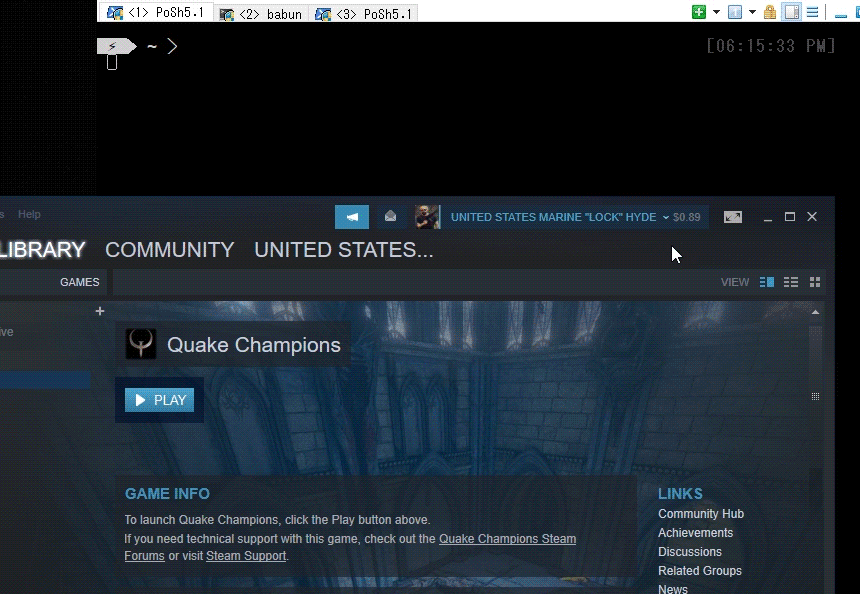 <1> PoSh5.1
<2> babun
<3> PoSh5.1
~ >
[06:15:33 PM]
s Help
UNITED STATES MARINE "LOCK" HYDE $0.89
LIBRARY COMMUNITY UNITED STATES...
GAMES
VIEW
+
ive
Quake Champions
PLAY
GAME INFO
To launch Quake Champions, click the Play button above.
If you need technical support with this game, check out the Quake Champions Steam
Forums or visit Steam Support.
LINKS
Community Hub
Achievements
Discussions
Related Groups
News